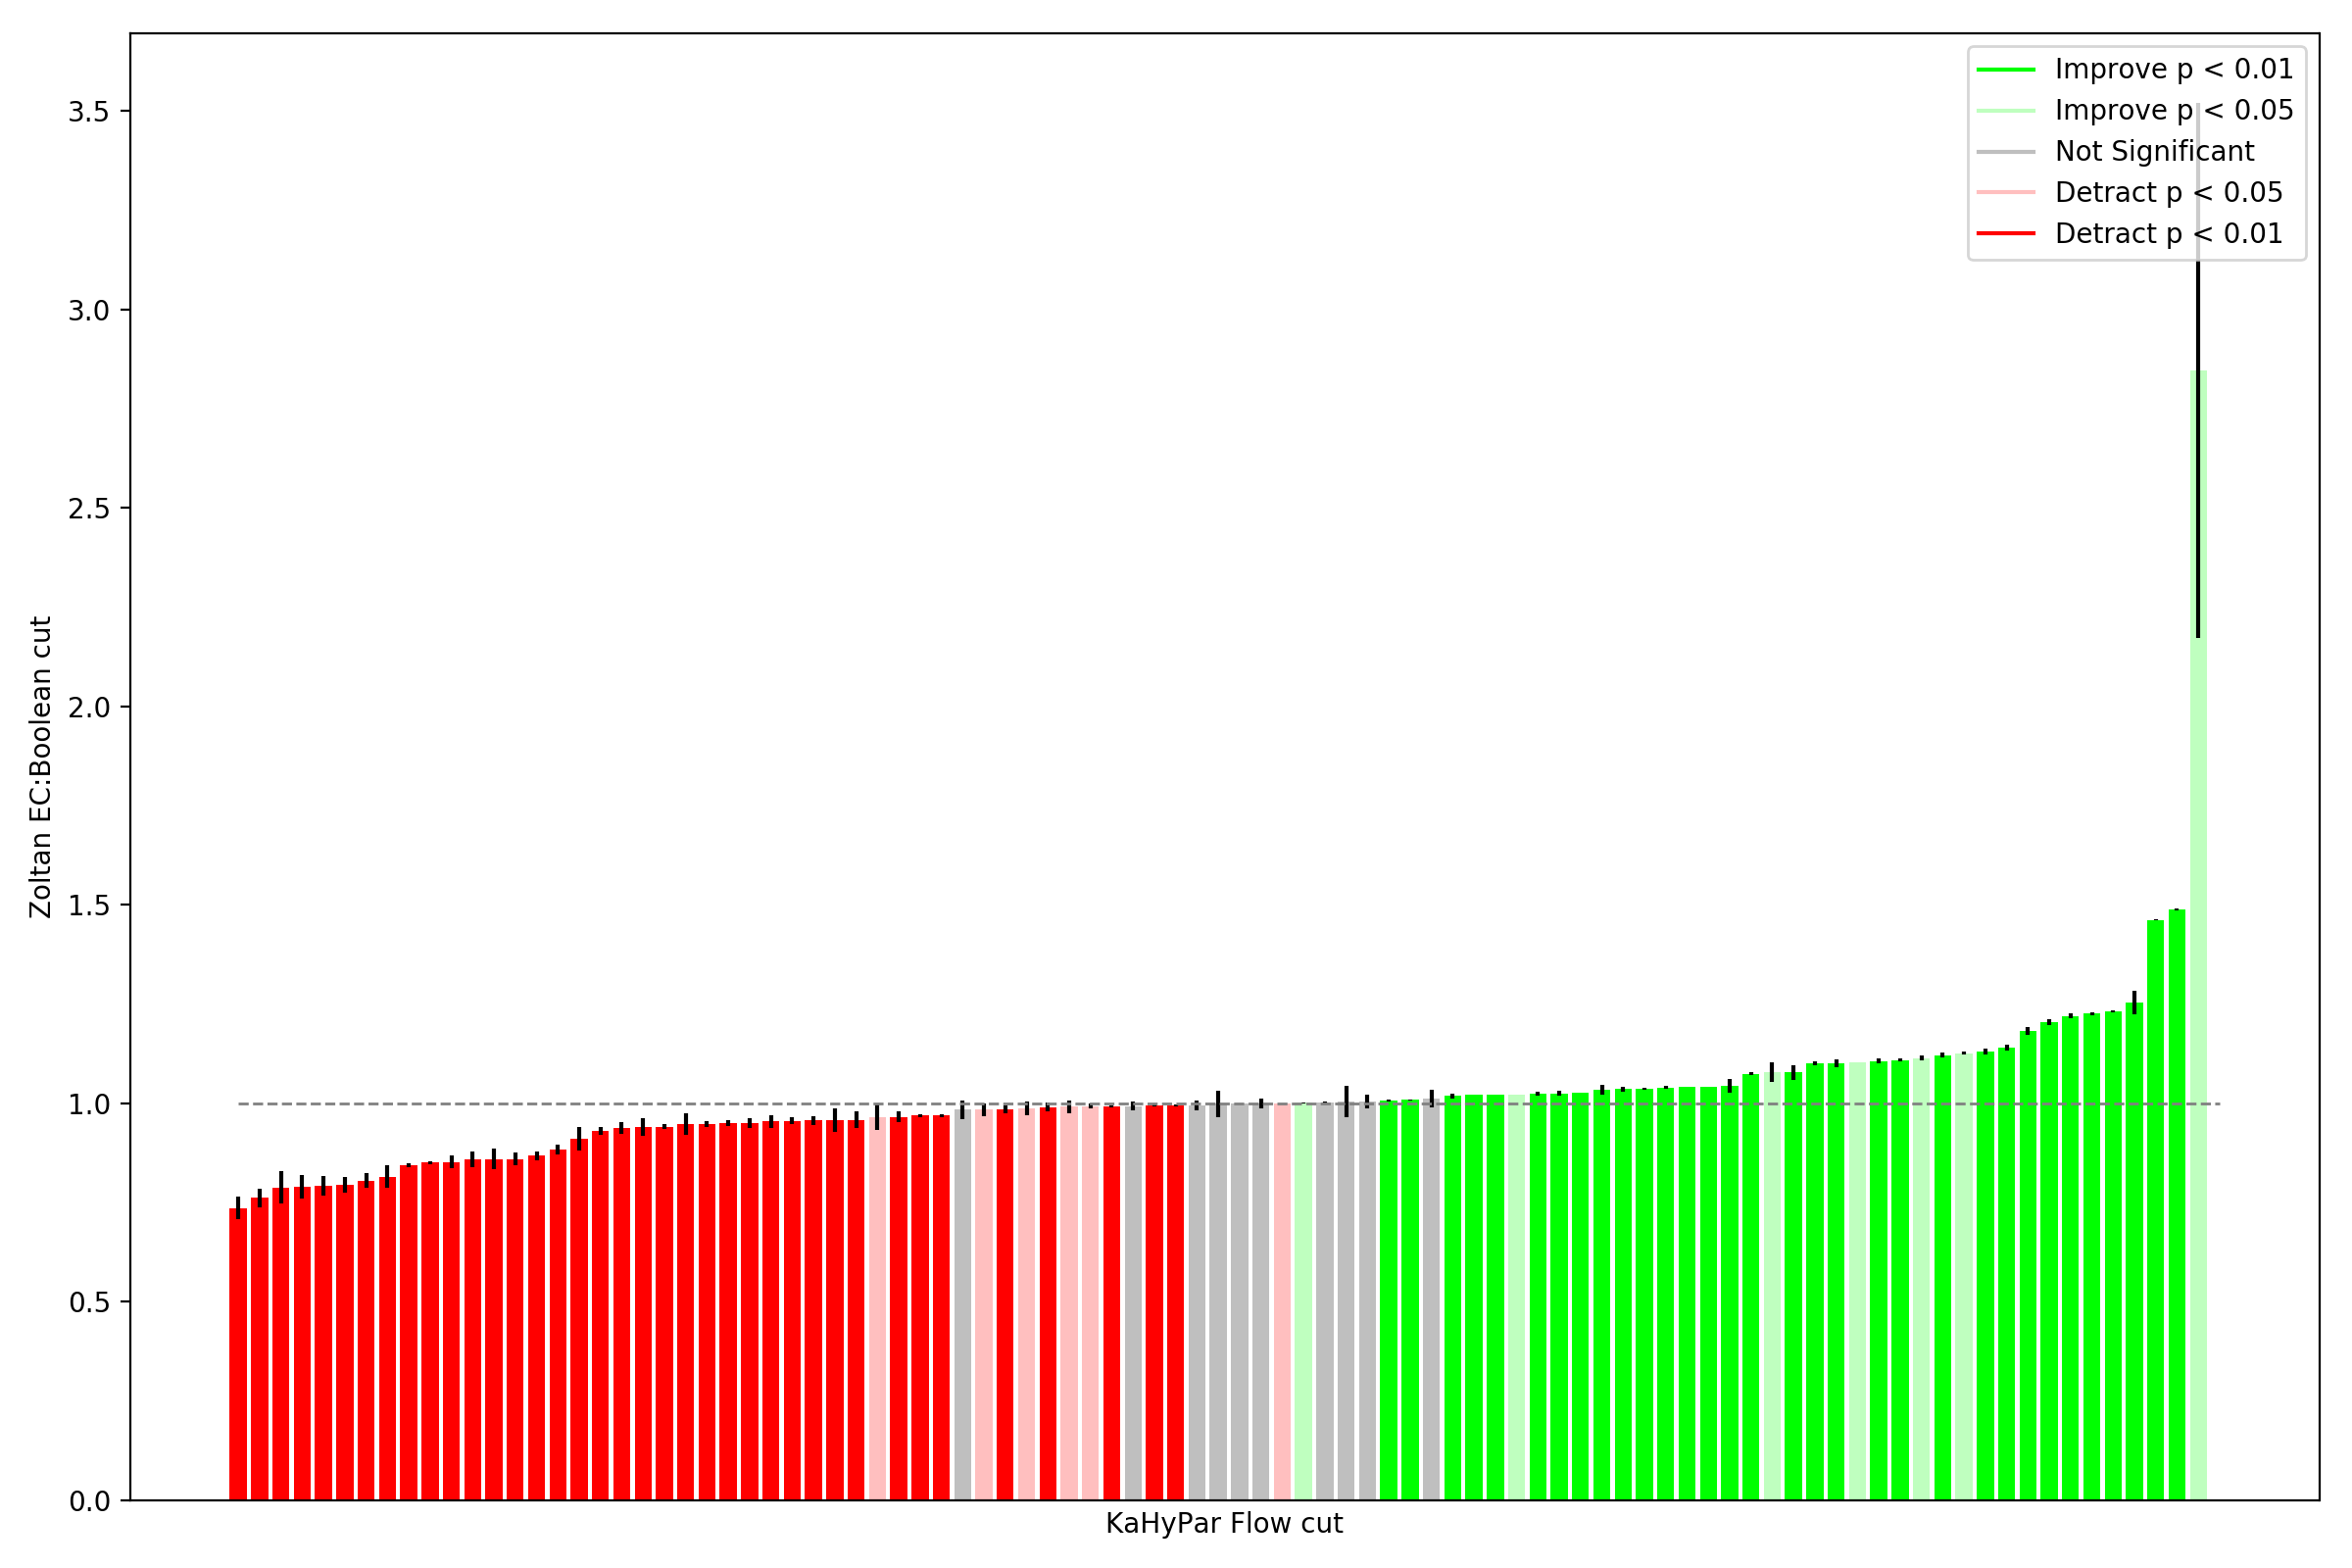 Improve p < 0.01
Improve p < 0.05
Not Significant
Detract p < 0.05
Detract p < 0.01
3.5
3.0
2.5
2.0
1.5
1.0
0.5
0.0
Zoltan EC:Boolean cut
KaHyPar Flow cut